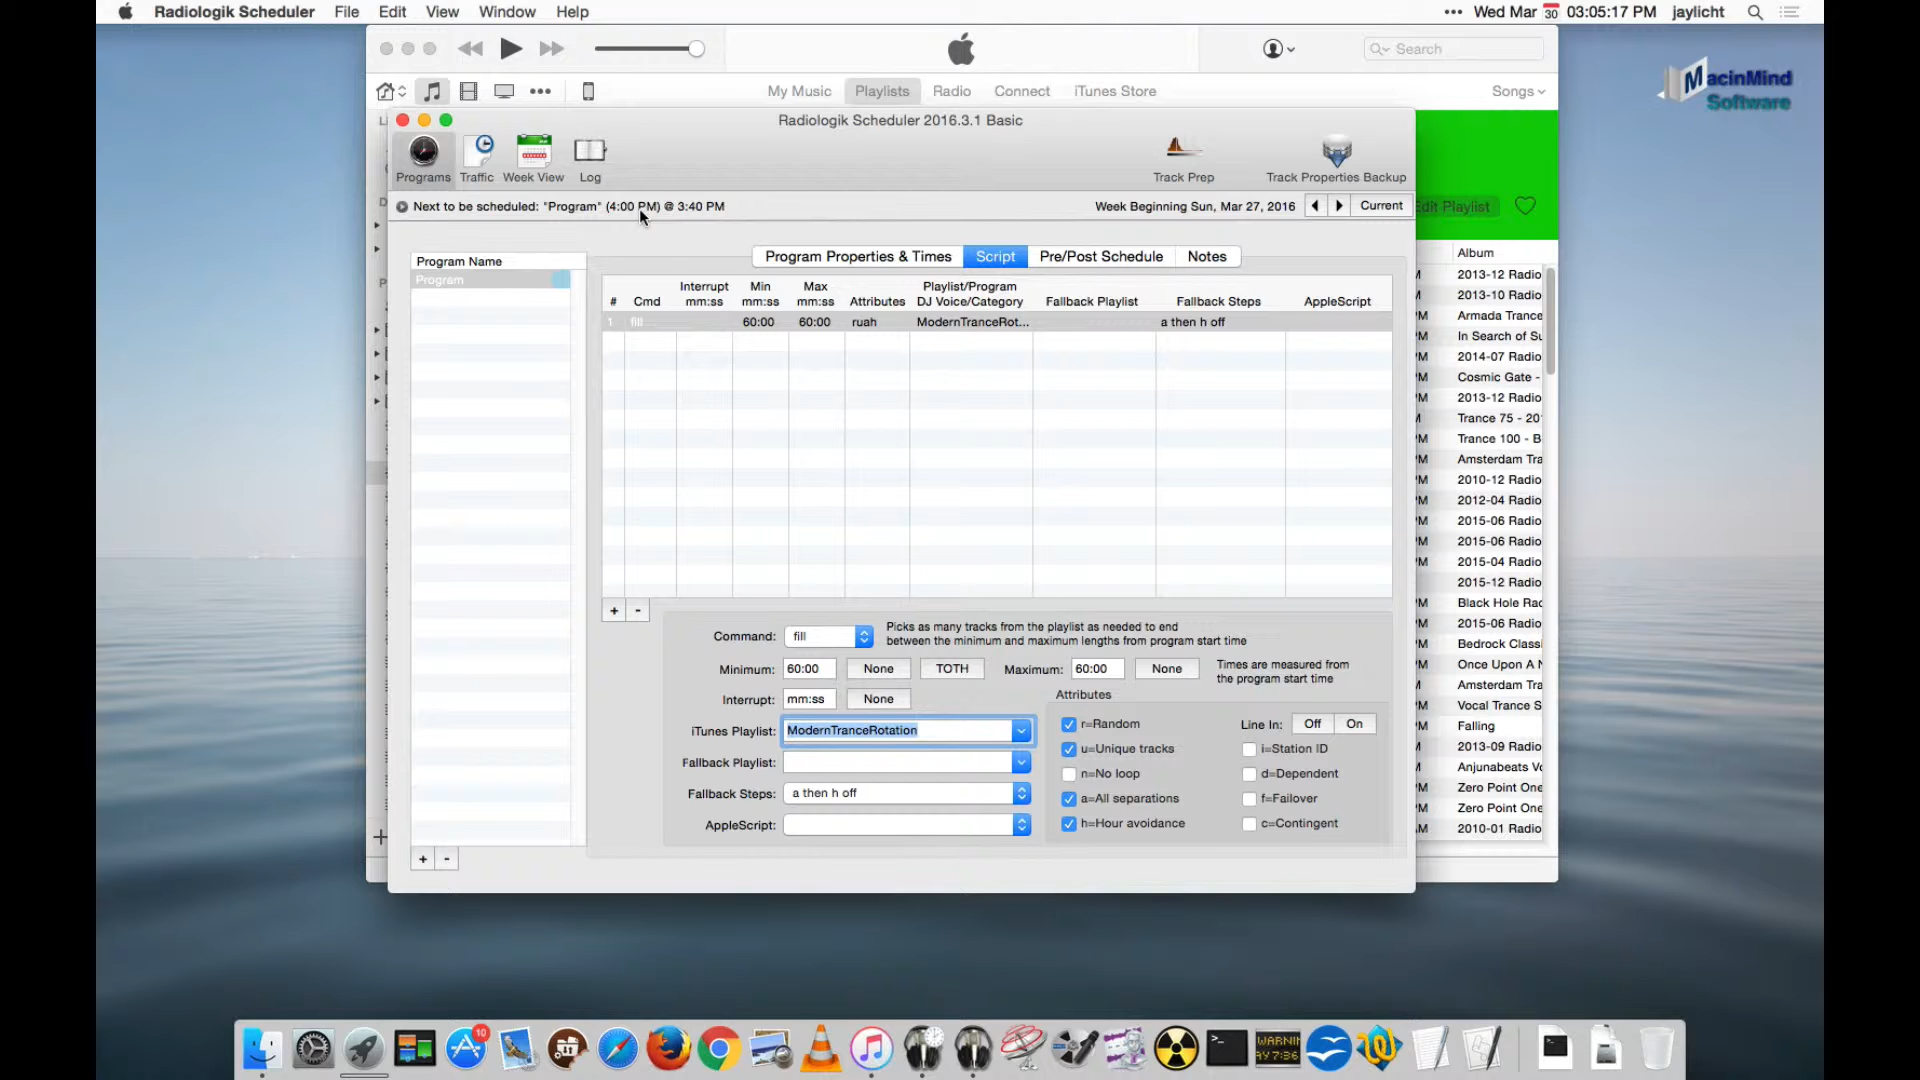 Radiologik Scheduler File Edit View Window Help
Wed Mar 30 03:05:17 PM jaylicht
Search
MacinMind
Software
My Music Playlists Radio Connect iTunes Store
Songs
Radiologik Scheduler 2016.3.1 Basic
Programs Traffic Week View Log
Track Prep Track Properties Backup
Next to be scheduled: "Program" (4:00 PM) @ 3:40 PM
Week Beginning Sun, Mar 27, 2016 Current
Edit Playlist
Program Name
Program
Program Properties & Times Script Pre/Post Schedule Notes
# Cmd Interrupt mm:ss Min mm:ss Max mm:ss Attributes Playlist/Program DJ Voice/Category Fallback Playlist Fallback Steps AppleScript
1 fill 60:00 60:00 ruah ModernTranceRot... a then h off
Album
2013-12 Radio
2013-10 Radio
Armada Trance
In Search of Su
2014-07 Radio
Cosmic Gate -
2013-12 Radio
Trance 75 - 20
Trance 100 - B
Amsterdam Tra
2010-12 Radio
2012-04 Radio
2015-06 Radio
2015-06 Radio
2015-04 Radio
2015-12 Radio
Black Hole Rad
2015-06 Radio
Bedrock Classi
Once Upon A N
Amsterdam Tra
Vocal Trance S
Falling
2013-09 Radio
Anjunabeats Vo
Zero Point One
Zero Point One
2010-01 Radio
+ -
Command: fill
Picks as many tracks from the playlist as needed to end
between the minimum and maximum lengths from program start time
Minimum: 60:00 None TOTH Maximum: 60:00 None
Times are measured from
the program start time
Interrupt: mm:ss None
Attributes
iTunes Playlist: ModernTranceRotation
Fallback Playlist:
Fallback Steps: a then h off
AppleScript:
r=Random
u=Unique tracks
n=No loop
a=All separations
h=Hour avoidance
Line In: Off On
i=Station ID
d=Dependent
f=Failover
c=Contingent
+ -
10
WARNIN
AY 7:36